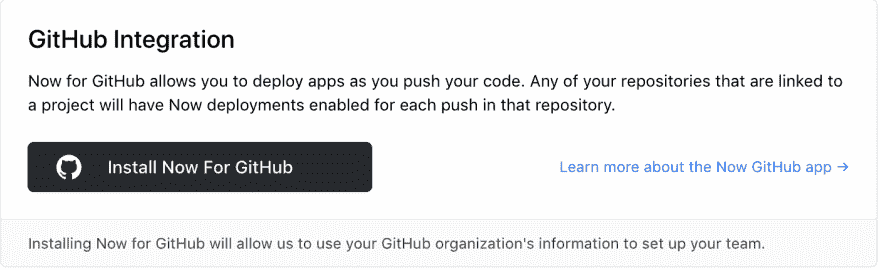 GitHub Integration
Now for GitHub allows you to deploy apps as you push your code. Any of your repositories that are linked to
a project will have Now deployments enabled for each push in that repository.
Install Now For GitHub
Learn more about the Now GitHub app →
Installing Now for GitHub will allow us to use your GitHub organization's information to set up your team.